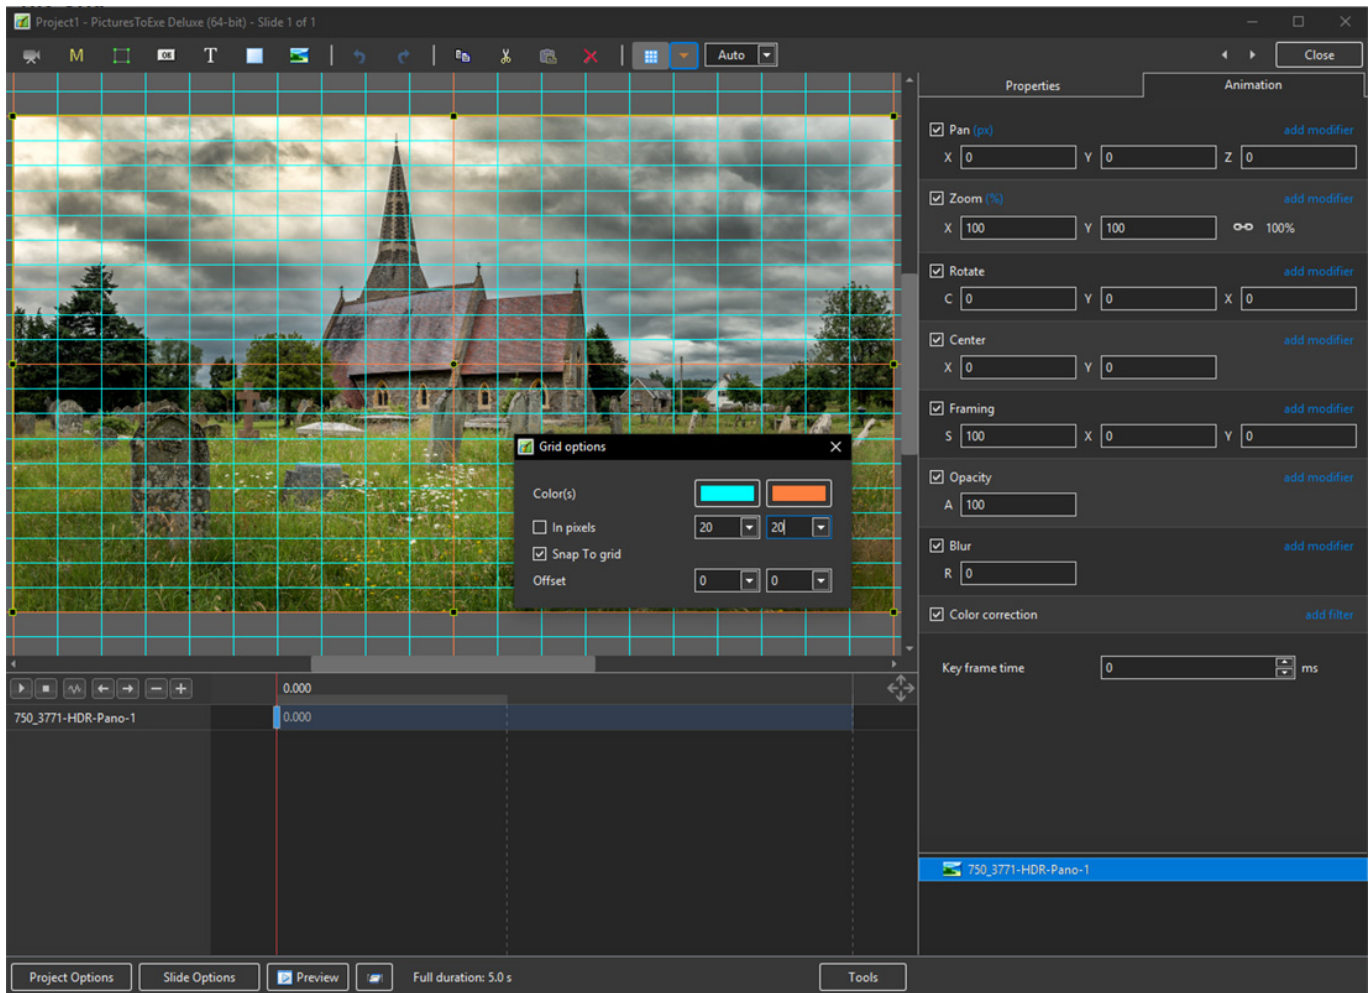 Project1 - PicturesToExe Deluxe (64-bit) - Slide 1 of 1
M OK T Auto Close
Properties Animation
Pan (px) add modifier
X 0 Y 0 Z 0
Zoom (%) add modifier
X 100 Y 100 100%
Rotate add modifier
C 0 Y 0 X 0
Center add modifier
X 0 Y 0
Framing add modifier
S 100 X 0 Y 0
Opacity add modifier
A 100
Blur add modifier
R 0
Color correction add filter
Key frame time 0 ms
Grid options
Color(s)
In pixels 20 20
Snap To grid
Offset 0 0
0.000
750_3771-HDR-Pano-1 0.000
750_3771-HDR-Pano-1
Project Options Slide Options Preview Full duration: 5.0 s Tools